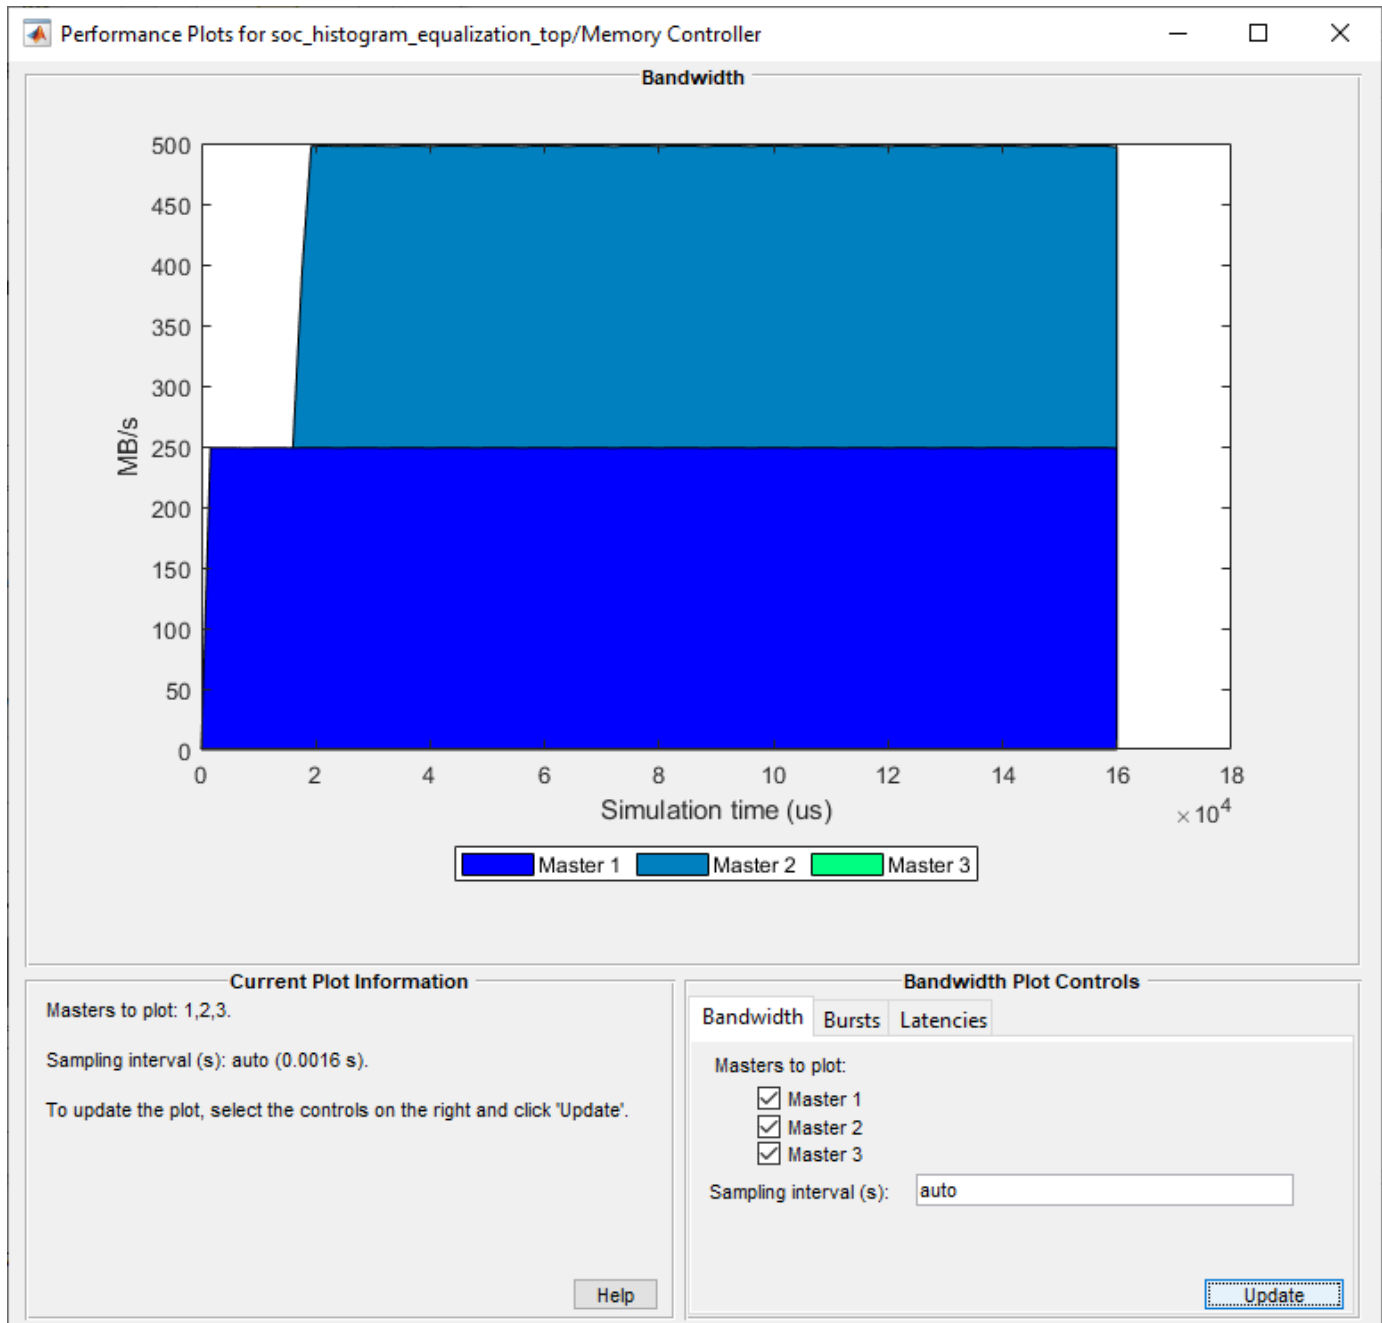 Performance Plots for soc_histogram_equalization_top/Memory Controller
Bandwidth
500
450
400
350
300
250
200
150
100
50
0
MB/s
0 2 4 6 8 10 12 14 16 18
Simulation time (us)
×10^4
Master 1 Master 2 Master 3
Current Plot Information
Masters to plot: 1,2,3.
Sampling interval (s): auto (0.0016 s).
To update the plot, select the controls on the right and click 'Update'.
Help
Bandwidth Plot Controls
Bandwidth Bursts Latencies
Masters to plot:
Master 1
Master 2
Master 3
Sampling interval (s): auto
Update